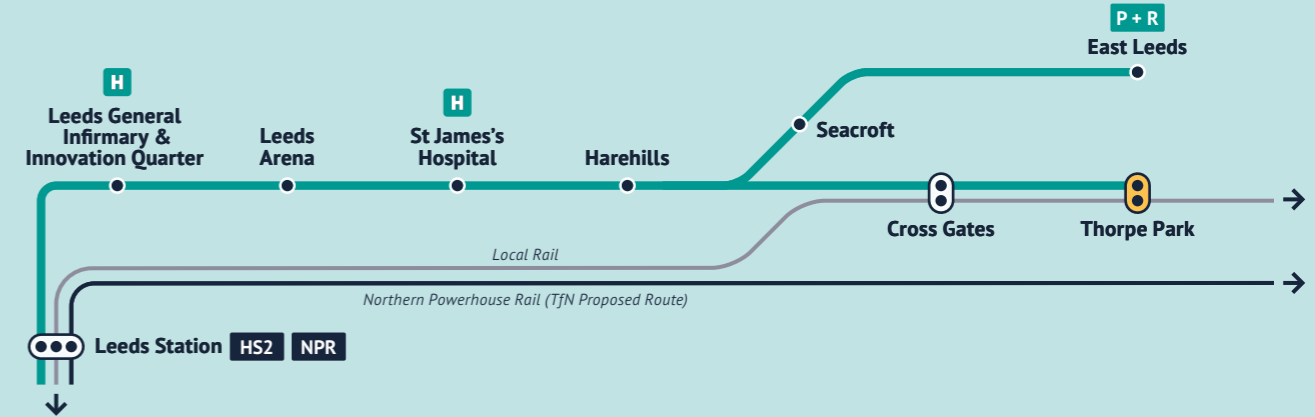 P + R
East Leeds
H
Leeds General
Infirmary &
Innovation Quarter
Leeds
Arena
H
St James's
Hospital
Harehills
Seacroft
Cross Gates
Thorpe Park
Local Rail
Northern Powerhouse Rail (TfN Proposed Route)
Leeds Station HS2 NPR